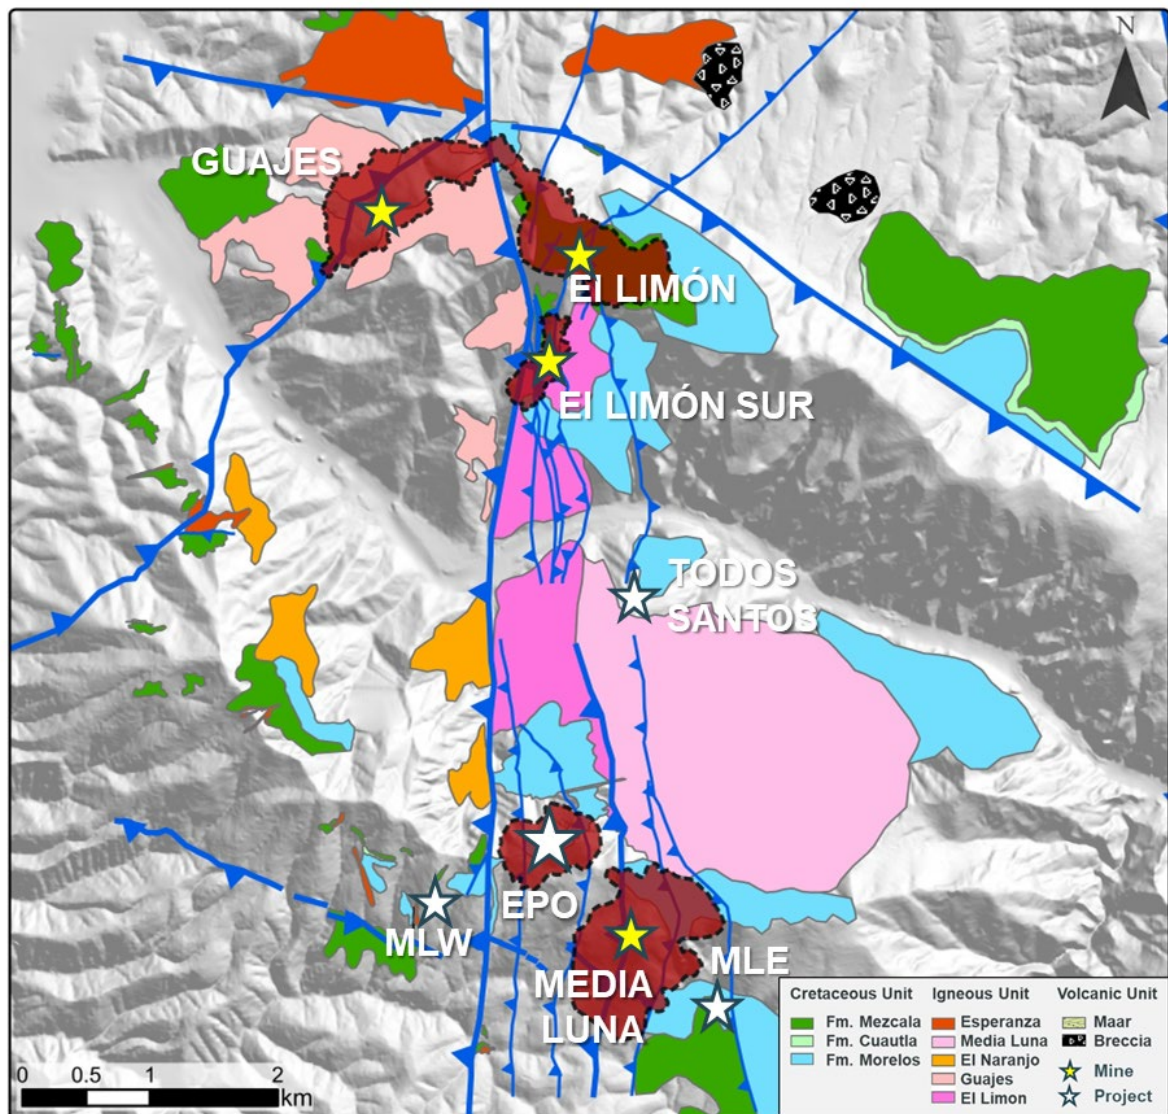 N
GUAJES
El LIMÓN
El LIMÓN SUR
TODOS
SANTOS
EPO
MLW
MLE
MEDIA
LUNA
Cretaceous Unit
Fm. Mezcala
Fm. Cuautla
Fm. Morelos
Igneous Unit
Esperanza
Media Luna
El Naranjo
Guajes
El Limon
Volcanic Unit
Maar
Breccia
Mine
Project
0 0.5 1 2
km